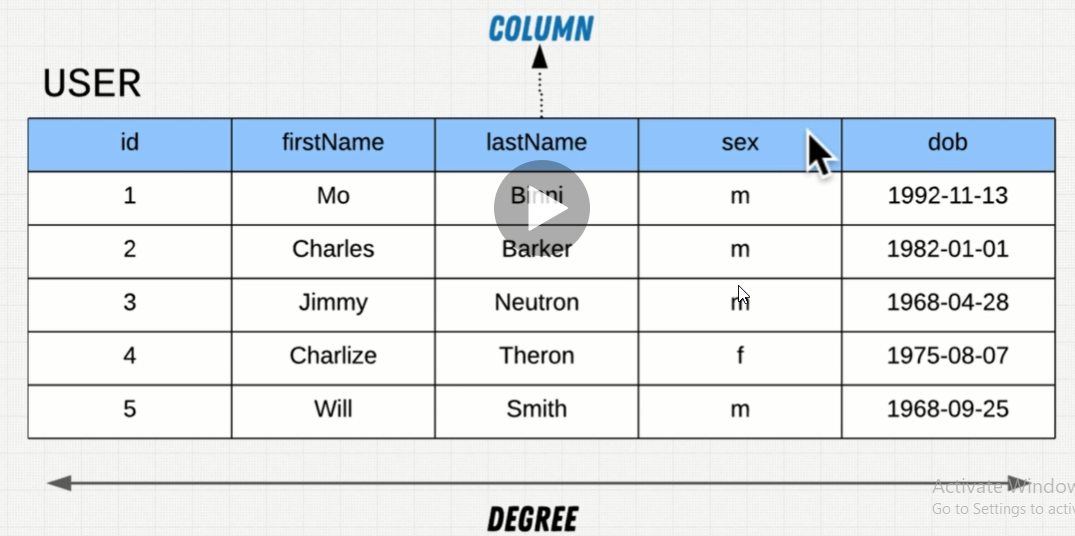 COLUMN
USER
id firstName lastName sex dob
1 Mo Binni m 1992-11-13
2 Charles Barker m 1982-01-01
3 Jimmy Neutron m 1968-04-28
4 Charlize Theron f 1975-08-07
5 Will Smith m 1968-09-25
DEGREE
Activate Window
Go to Settings to activ